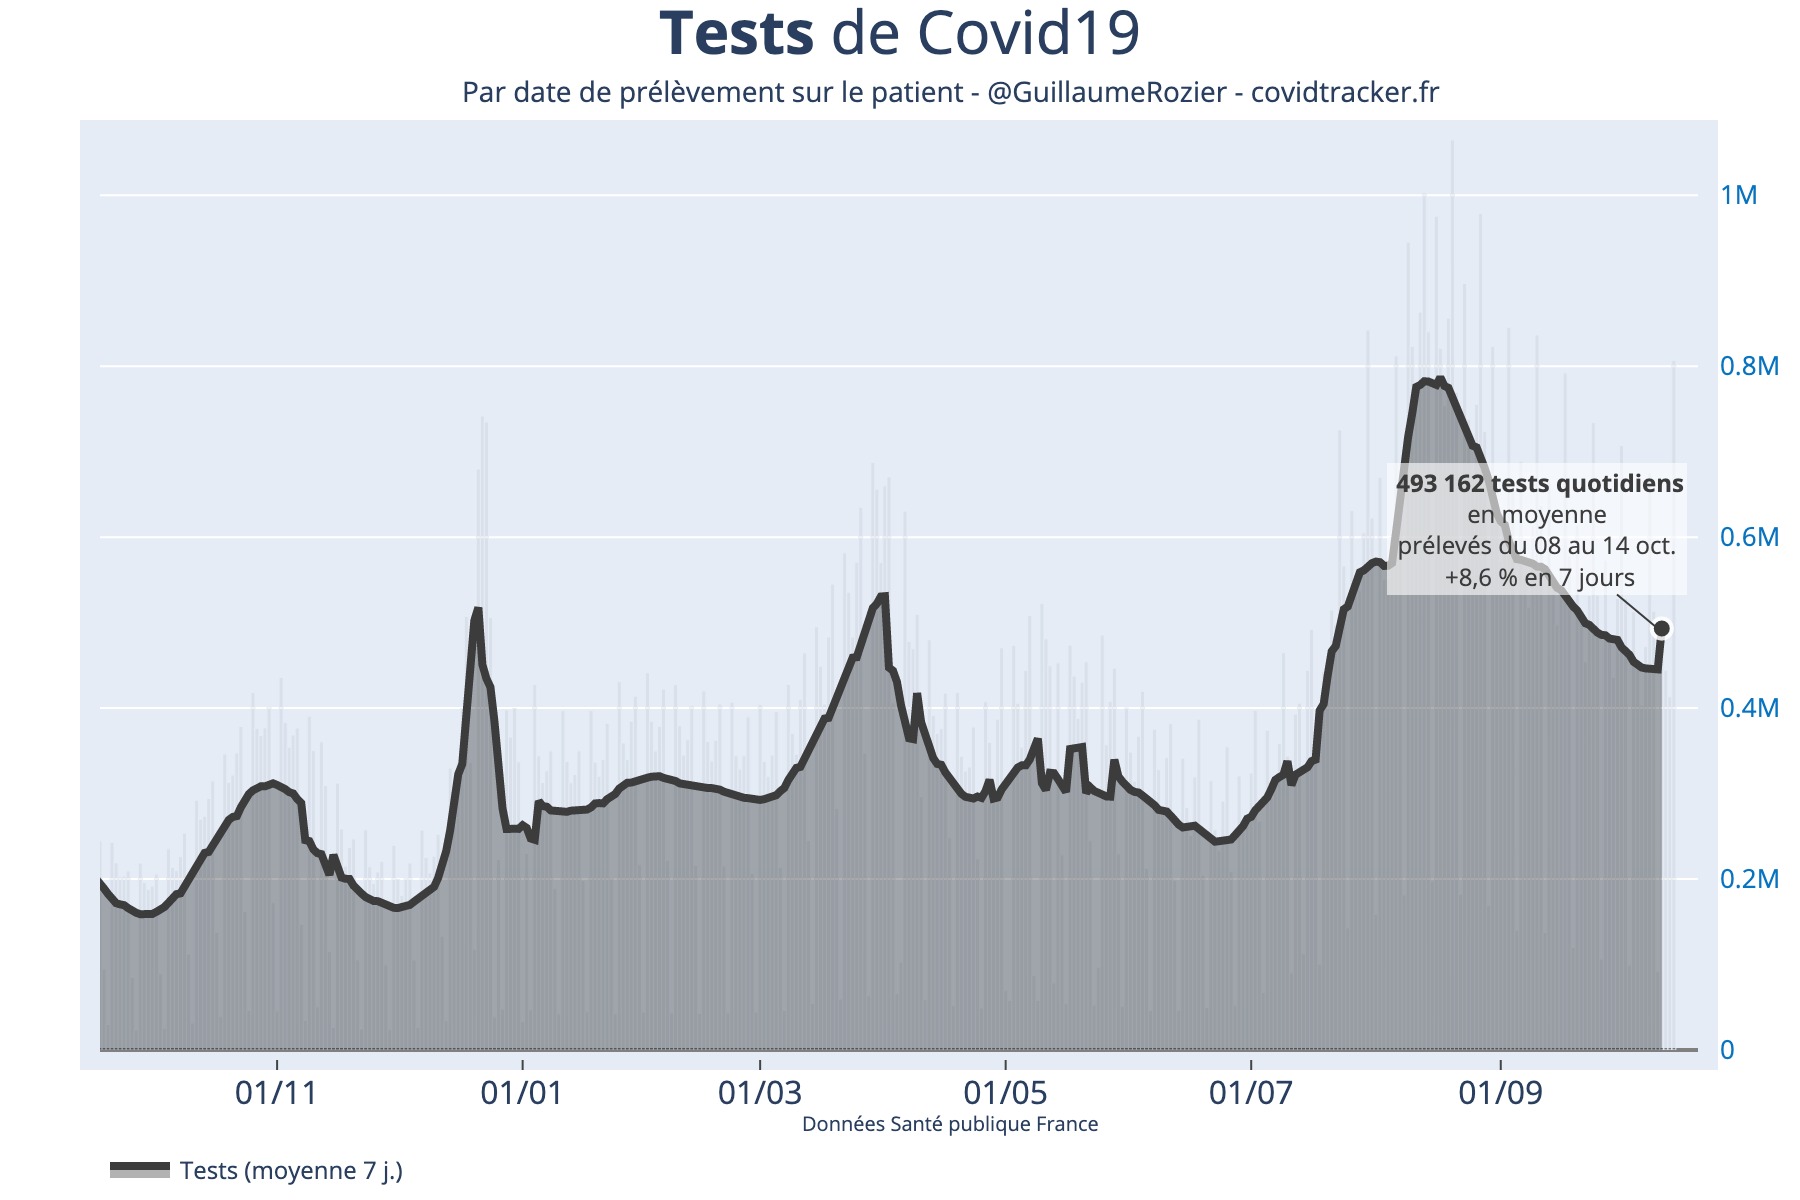 Tests de Covid19
Par date de prélèvement sur le patient - @GuillaumeRozier - covidtracker.fr
1M
0.8M
493 162 tests quotidiens
en moyenne
prélevés du 08 au 14 oct.
+8,6 % en 7 jours
0.6M
0.4M
0.2M
0
01/11 01/01 01/03 01/05 01/07 01/09
Données Santé publique France
Tests (moyenne 7 j.)